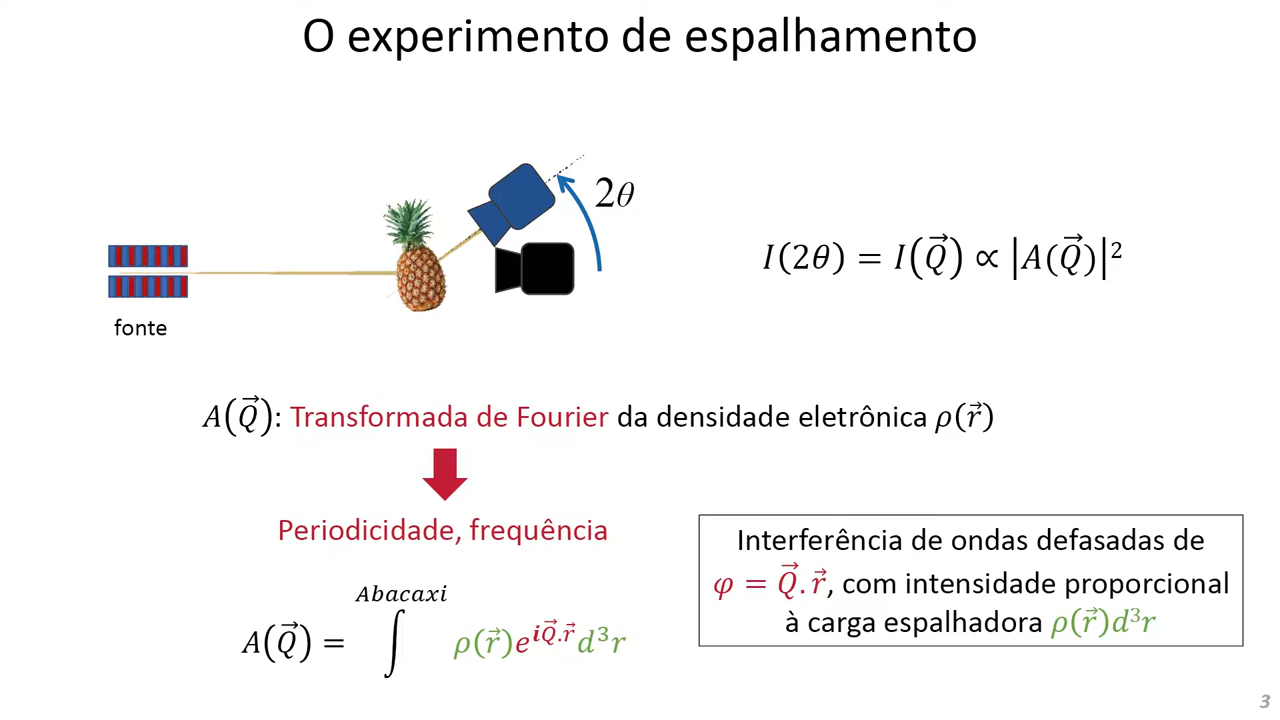 O experimento de espalhamento
2θ
fonte
I(2θ) = I(Q⃗) ∝ |A(Q⃗)|²
A(Q⃗): Transformada de Fourier da densidade eletrônica ρ(r⃗)
Periodicidade, frequência
Abacaxi
A(Q⃗) = ∫ ρ(r⃗)e^{iQ⃗.r⃗}d³r
Interferência de ondas defasadas de
φ = Q⃗.r⃗, com intensidade proporcional
à carga espalhadora ρ(r⃗)d³r
3